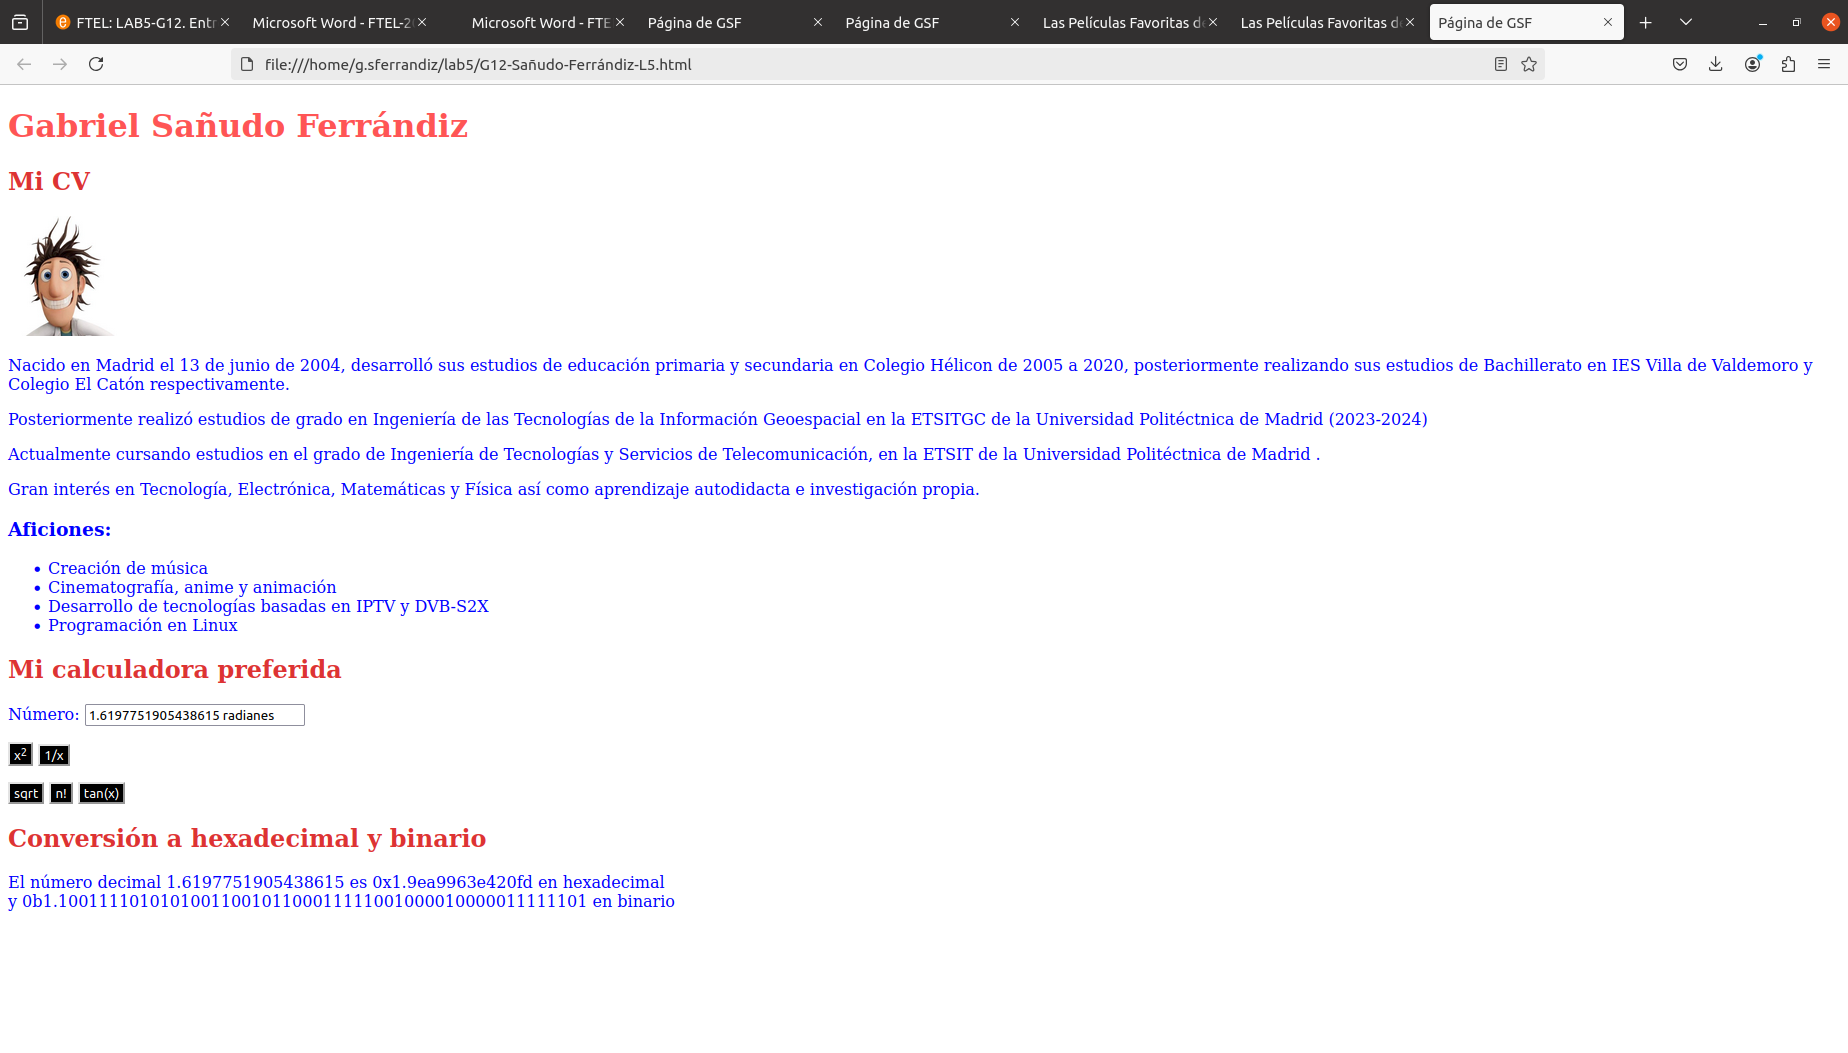 FTEL: LAB5-G12. Entr
Microsoft Word - FTEL-2
Microsoft Word - FTE
Página de GSF
Página de GSF
Las Películas Favoritas d
Las Películas Favoritas d
Página de GSF
file:///home/g.sferrandiz/lab5/G12-Sañudo-Ferrándiz-L5.html
Gabriel Sañudo Ferrándiz
Mi CV
Nacido en Madrid el 13 de junio de 2004, desarrolló sus estudios de educación primaria y secundaria en Colegio Hélicon de 2005 a 2020, posteriormente realizando sus estudios de Bachillerato en IES Villa de Valdemoro y
Colegio El Catón respectivamente.
Posteriormente realizó estudios de grado en Ingeniería de las Tecnologías de la Información Geoespacial en la ETSITGC de la Universidad Politéctnica de Madrid (2023-2024)
Actualmente cursando estudios en el grado de Ingeniería de Tecnologías y Servicios de Telecomunicación, en la ETSIT de la Universidad Politéctnica de Madrid .
Gran interés en Tecnología, Electrónica, Matemáticas y Física así como aprendizaje autodidacta e investigación propia.
Aficiones:
• Creación de música
• Cinematografía, anime y animación
• Desarrollo de tecnologías basadas en IPTV y DVB-S2X
• Programación en Linux
Mi calculadora preferida
Número: 1.6197751905438615 radianes
x² 1/x
sqrt n! tan(x)
Conversión a hexadecimal y binario
El número decimal 1.6197751905438615 es 0x1.9ea9963e420fd en hexadecimal
y 0b1.1001111010101001100101100011111001000010000011111101 en binario